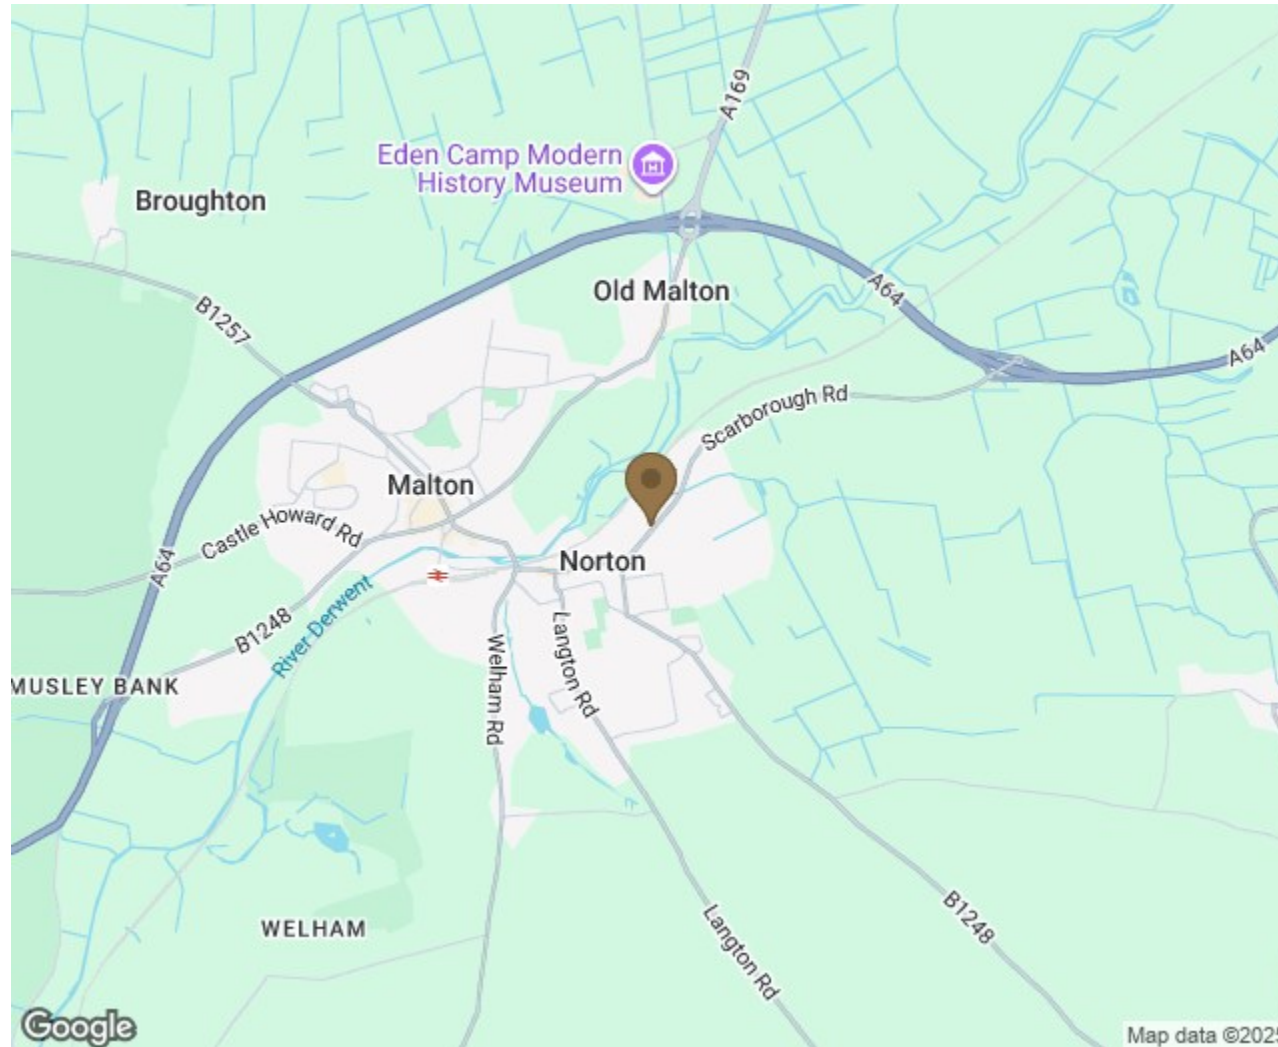 A169
Eden Camp Modern
History Museum
Broughton
Old Malton
A64
B1257
A64
Scarborough Rd
Malton
Castle Howard Rd
Norton
A64
B1248
River Derwent
Langton Rd
Welham Rd
MUSLEY BANK
WELHAM
B1248
Langton Rd
Google
Map data ©2025